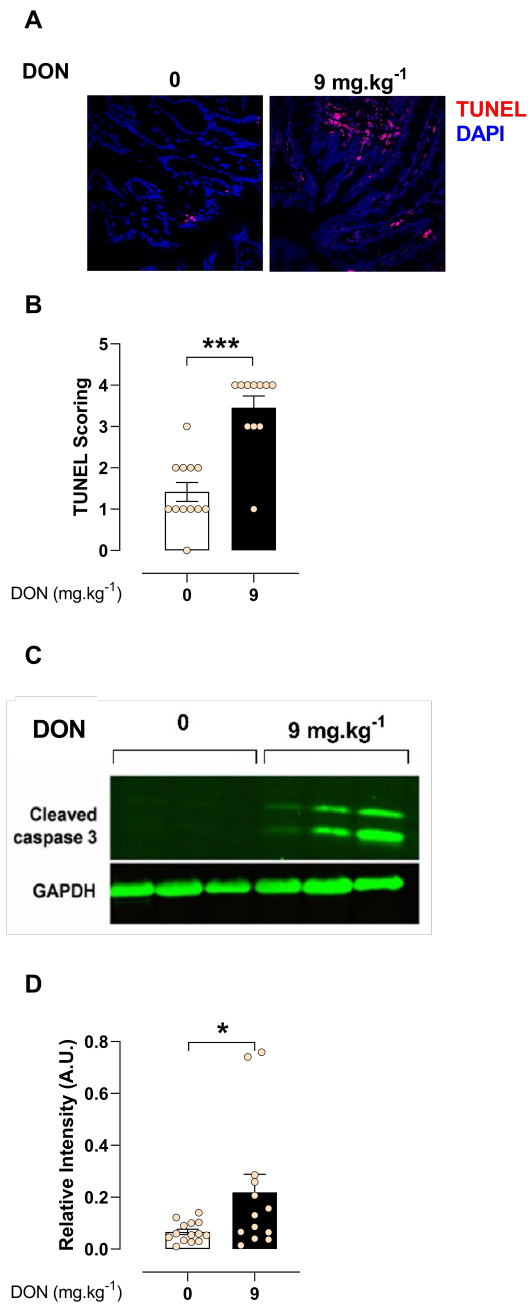 A
DON 0 9 mg.kg-1
TUNEL
DAPI
B
***
5
4
3
2
1
0
TUNEL Scoring
DON (mg.kg-1) 0 9
C
DON 0 9 mg.kg-1
Cleaved
caspase 3
GAPDH
D
*
0.8
0.6
0.4
0.2
0.0
Relative Intensity (A.U.)
DON (mg.kg-1) 0 9